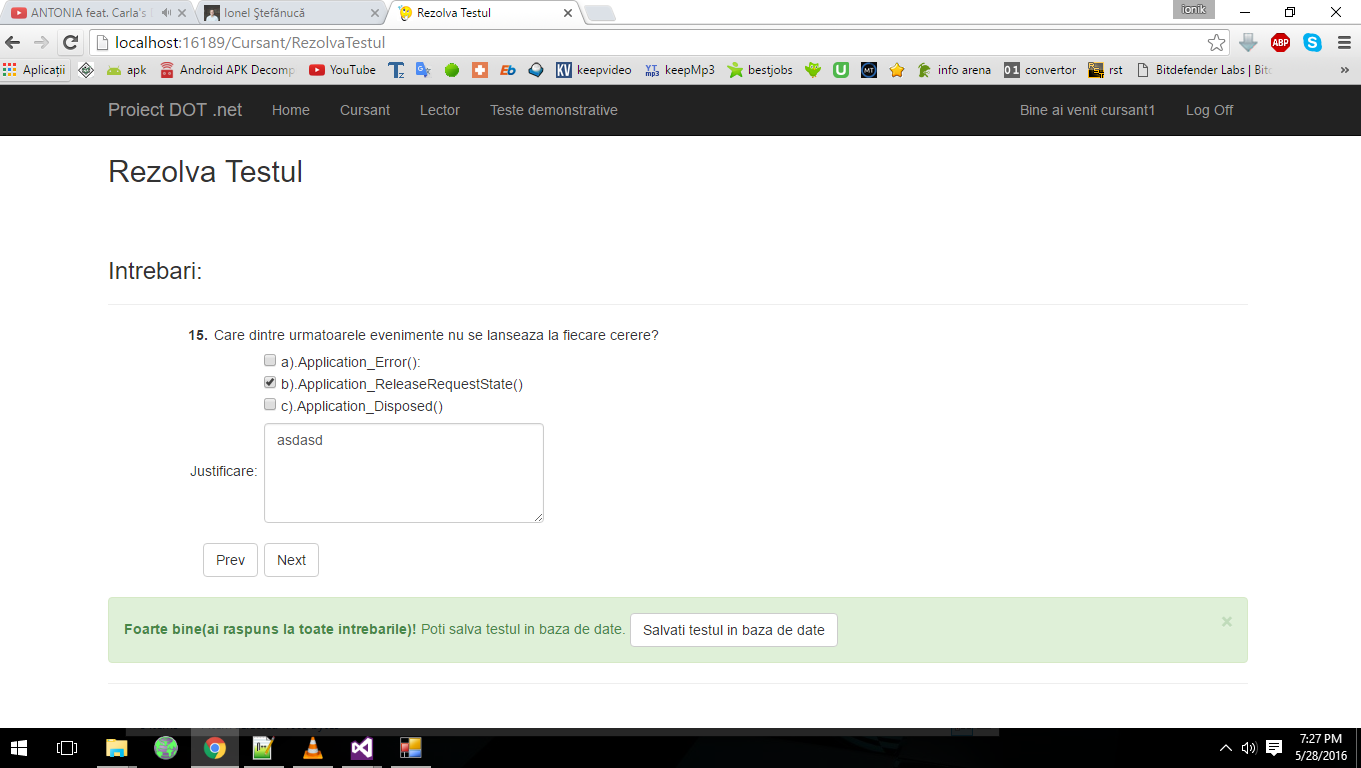 ANTONIA feat. Carla's
Ionel Ștefănucă
Rezolva Testul
ionik
localhost:16189/Cursant/RezolvaTestul
ABP
Aplicații
apk
Android APK Decomp
YouTube
keepvideo
keepMp3
bestjobs
info arena
convertor
rst
Bitdefender Labs | Bitd
»
Proiect DOT .net
Home
Cursant
Lector
Teste demonstrative
Bine ai venit cursant1
Log Off
Rezolva Testul
Intrebari:
15. Care dintre urmatoarele evenimente nu se lanseaza la fiecare cerere?
a).Application_Error():
b).Application_ReleaseRequestState()
c).Application_Disposed()
asdasd
Justificare:
Prev
Next
Foarte bine(ai raspuns la toate intrebarile)! Poti salva testul in baza de date. Salvati testul in baza de date
×
7:27 PM
5/28/2016